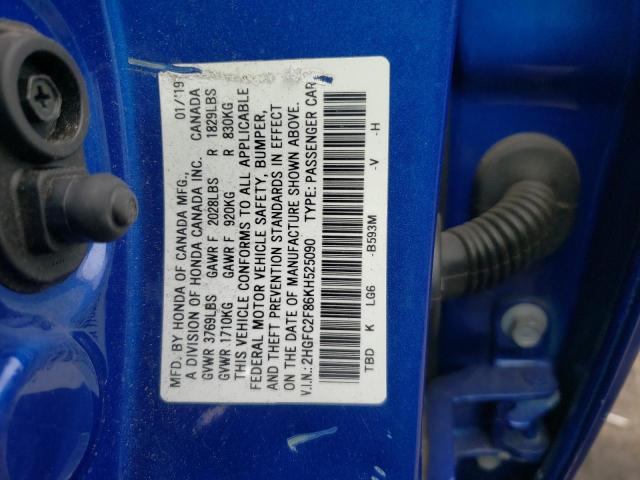 MFD. BY HONDA OF CANADA MFG., 01/'19
A DIVISION OF HONDA CANADA INC. CANADA
GVWR 3769LBS GAWR F 2028LBS R 1829LBS
GVWR 1710KG GAWR F 920KG R 830KG
THIS VEHICLE CONFORMS TO ALL APPLICABLE
FEDERAL MOTOR VEHICLE SAFETY, BUMPER,
AND THEFT PREVENTION STANDARDS IN EFFECT
ON THE DATE OF MANUFACTURE SHOWN ABOVE.
V.I.N.: 2HGFC2F86KH525090 TYPE: PASSENGER CAR
TBD K LG6 -B593M -V -H